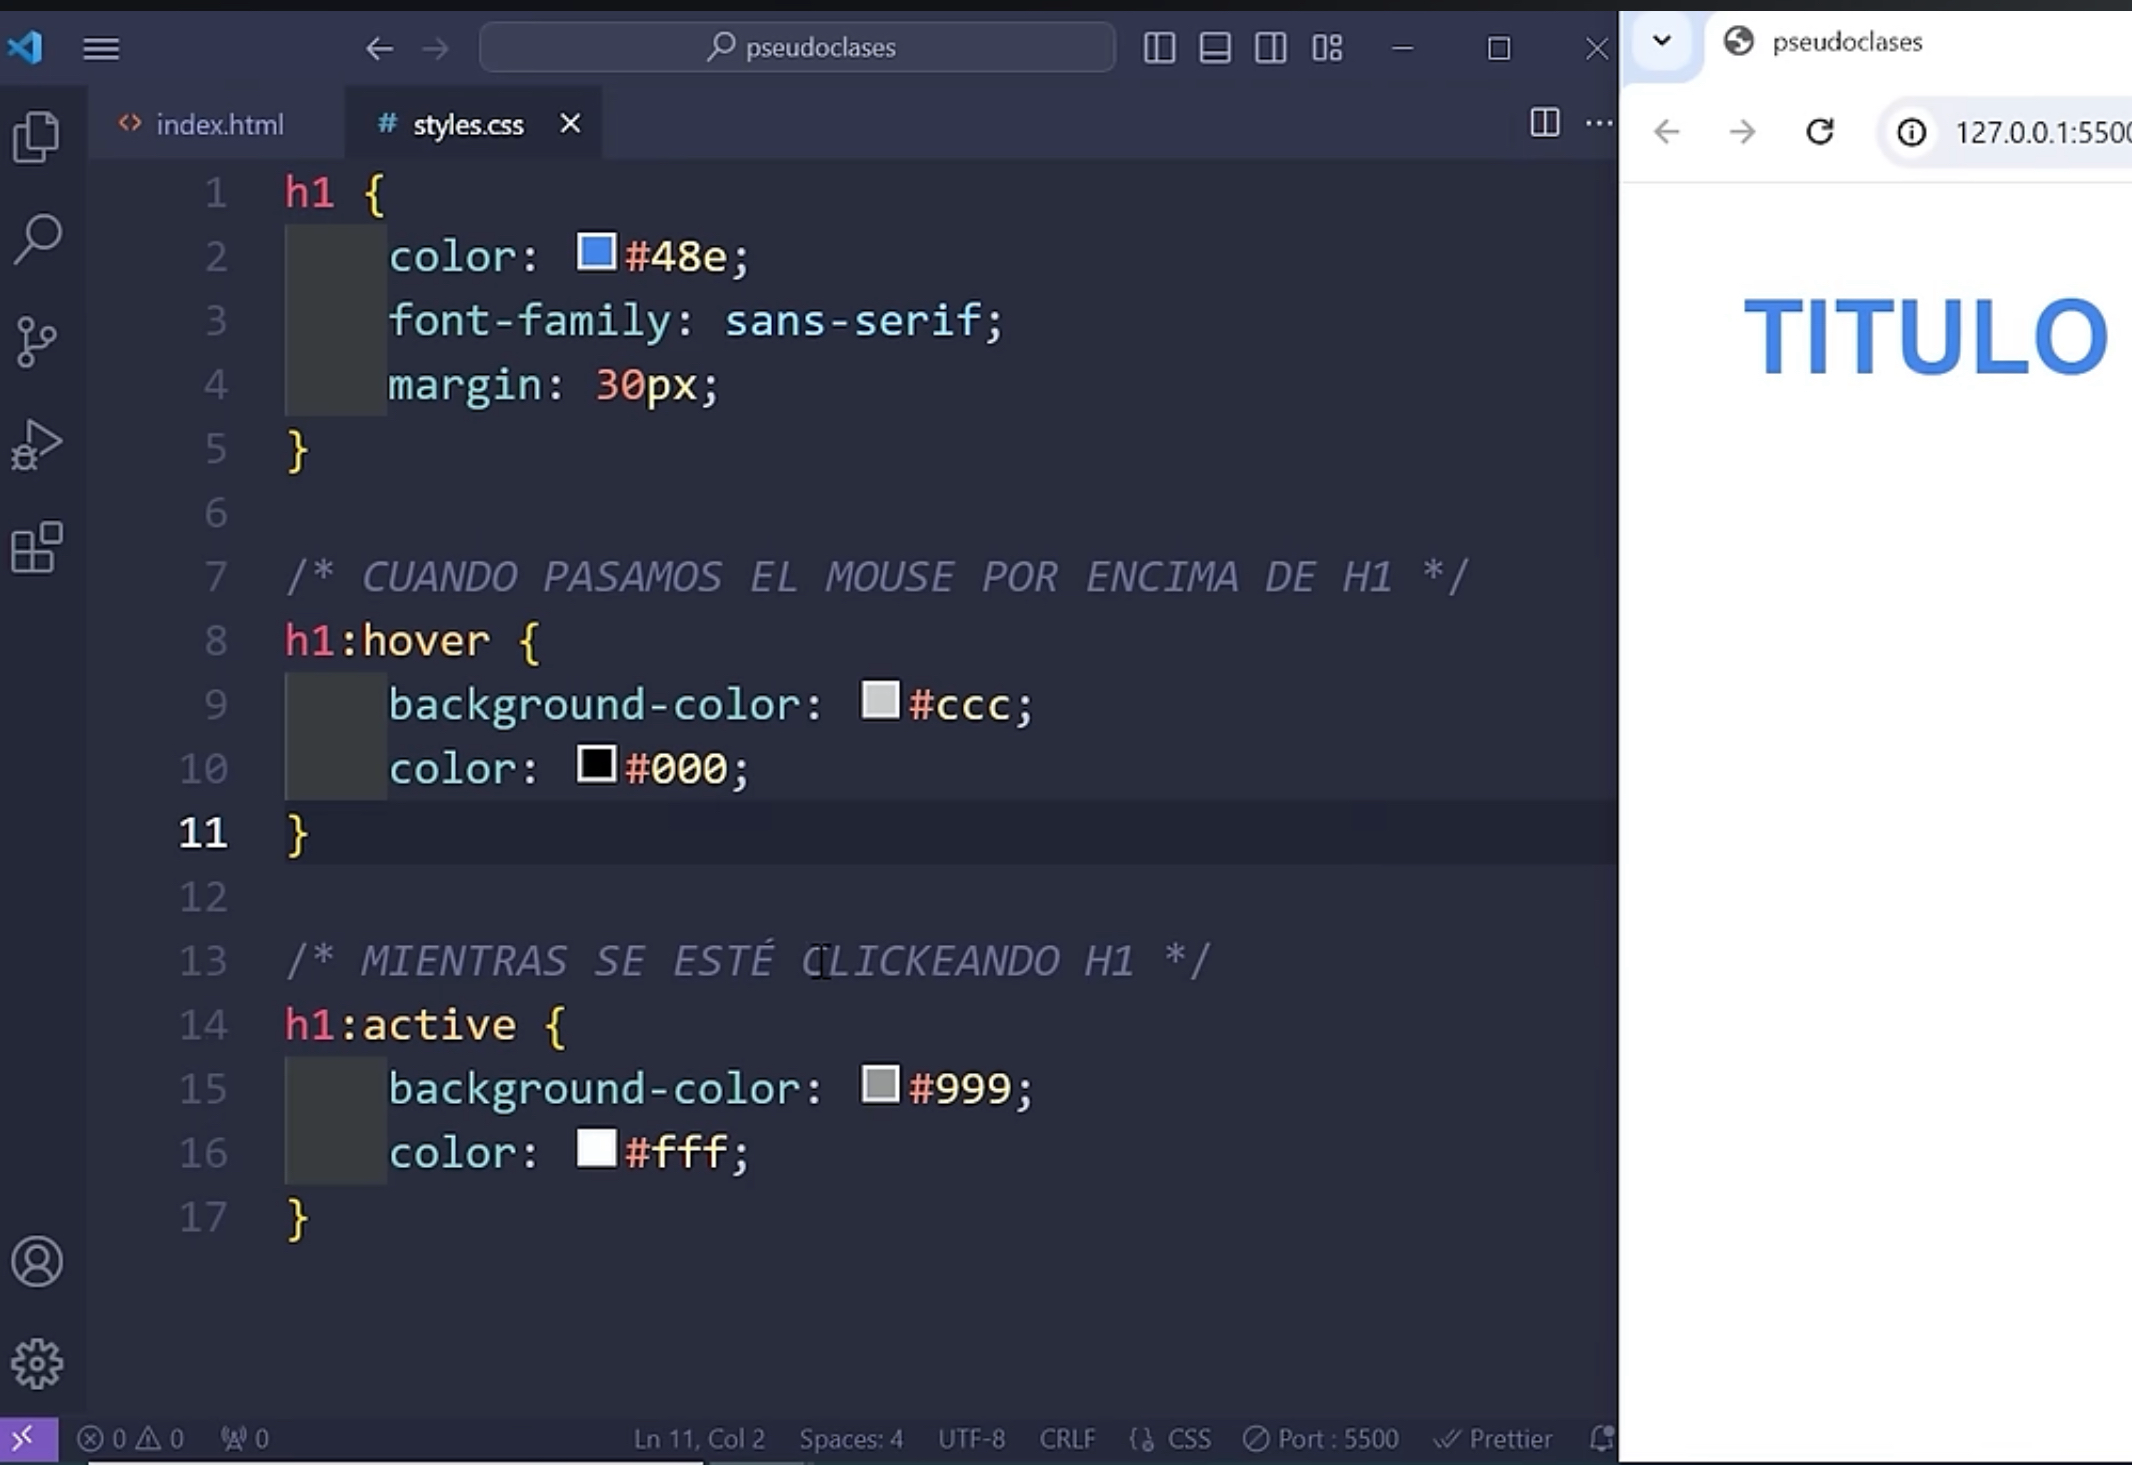 pseudoclases
index.html
# styles.css
1 h1 {
2 color: #48e;
3 font-family: sans-serif;
4 margin: 30px;
5 }
6
7 /* CUANDO PASAMOS EL MOUSE POR ENCIMA DE H1 */
8 h1:hover {
9 background-color: #ccc;
10 color: #000;
11 }
12
13 /* MIENTRAS SE ESTÉ CLICKEANDO H1 */
14 h1:active {
15 background-color: #999;
16 color: #fff;
17 }
0 0 0 Ln 11, Col 2 Spaces: 4 UTF-8 CRLF CSS Port : 5500 Prettier
pseudoclases
127.0.0.1:5500
TITULO